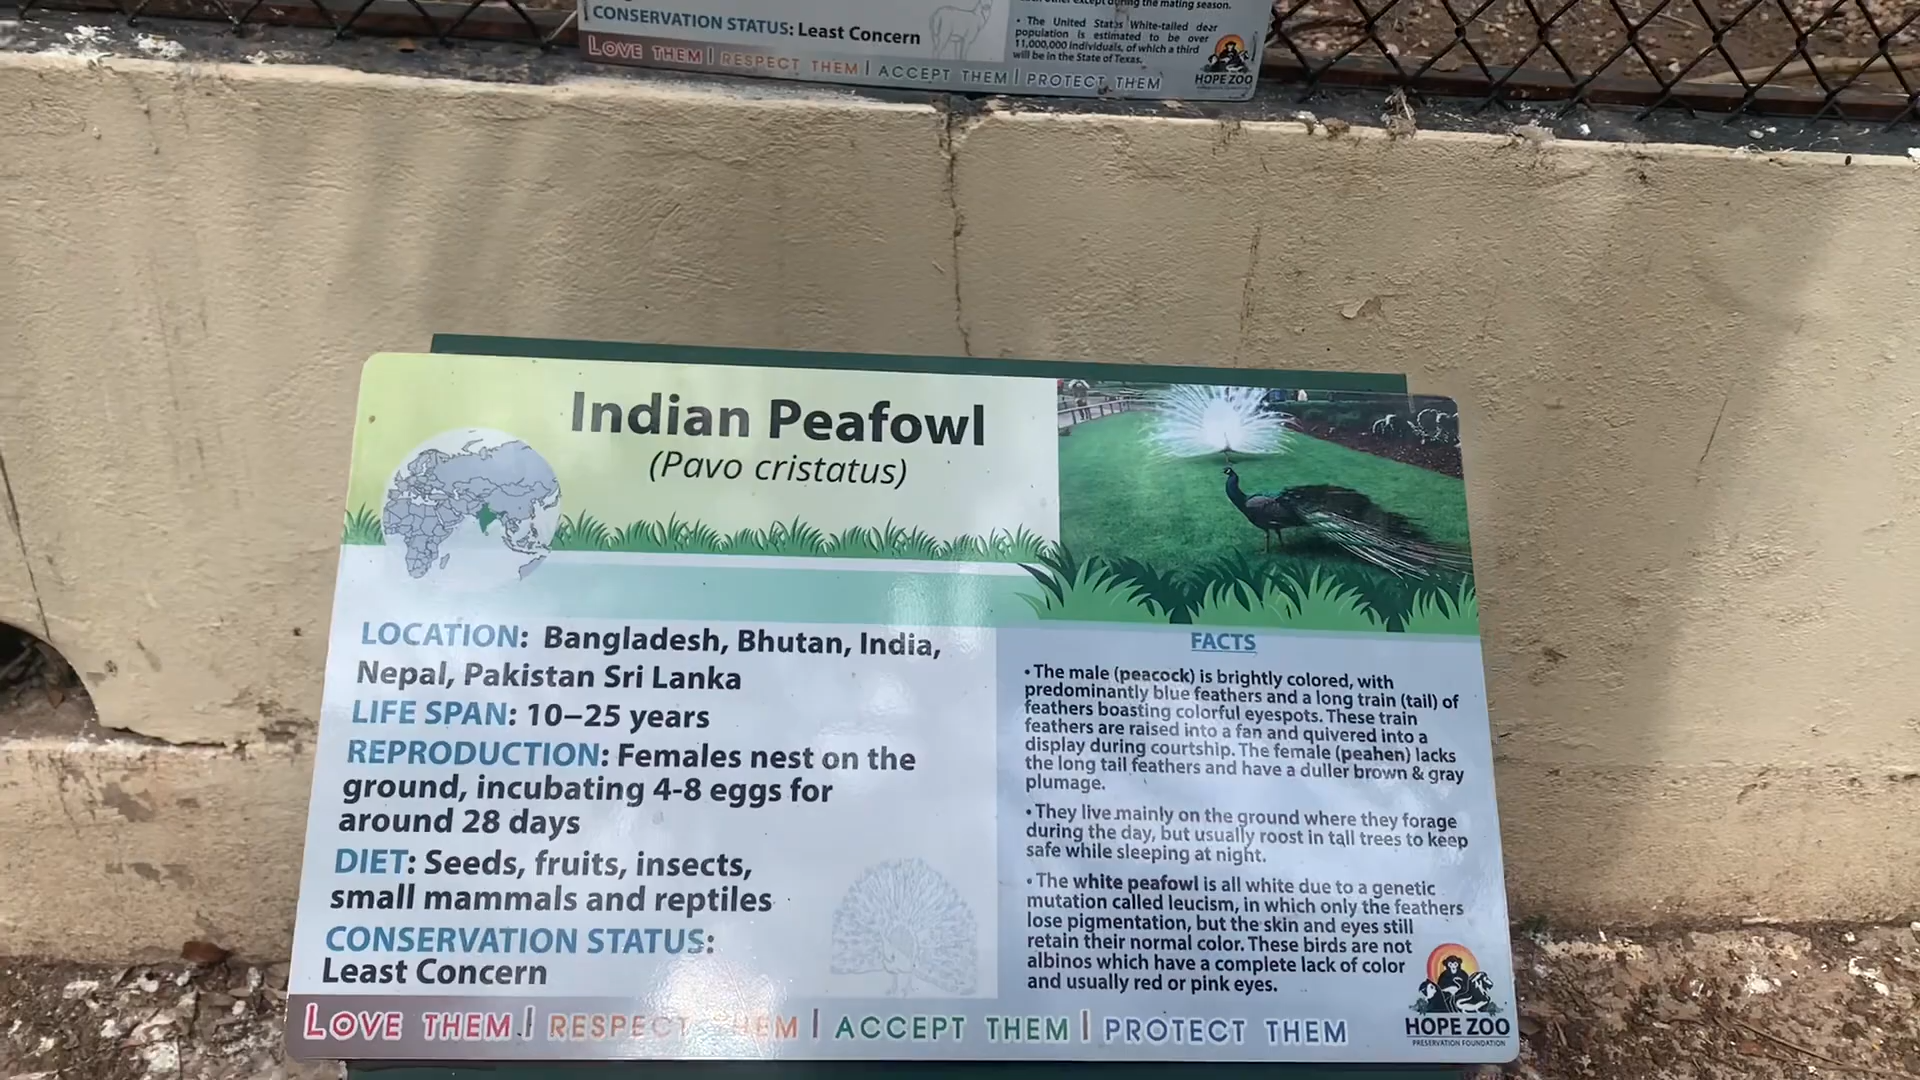 CONSERVATION STATUS: Least Concern
during the mating season.
• The United States White-tailed dear
population is estimated to be over
11,000,000 individuals, of which a third
will be in the State of Texas.
LOVE THEM | RESPECT THEM | ACCEPT THEM | PROTECT THEM
HOPE ZOO
Indian Peafowl
(Pavo cristatus)
LOCATION: Bangladesh, Bhutan, India,
Nepal, Pakistan Sri Lanka
LIFE SPAN: 10–25 years
REPRODUCTION: Females nest on the
ground, incubating 4-8 eggs for
around 28 days
DIET: Seeds, fruits, insects,
small mammals and reptiles
CONSERVATION STATUS:
Least Concern
FACTS
• The male (peacock) is brightly colored, with
predominantly blue feathers and a long train (tail) of
feathers boasting colorful eyespots. These train
feathers are raised into a fan and quivered into a
display during courtship. The female (peahen) lacks
the long tail feathers and have a duller brown & gray
plumage.
• They live mainly on the ground where they forage
during the day, but usually roost in tall trees to keep
safe while sleeping at night.
• The white peafowl is all white due to a genetic
mutation called leucism, in which only the feathers
lose pigmentation, but the skin and eyes still
retain their normal color. These birds are not
albinos which have a complete lack of color
and usually red or pink eyes.
LOVE THEM | RESPECT THEM | ACCEPT THEM | PROTECT THEM
HOPE ZOO
PRESERVATION FOUNDATION